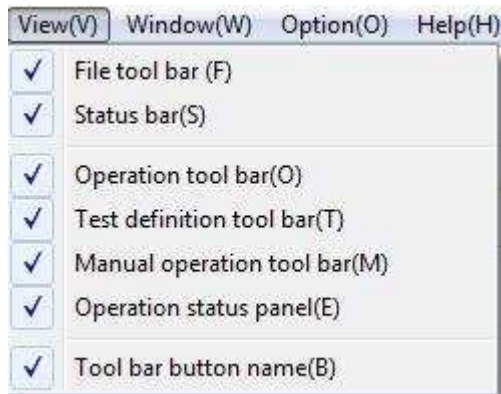 View(V) Window(W) Option(O) Help(H)
File tool bar (F)
Status bar(S)
Operation tool bar(O)
Test definition tool bar(T)
Manual operation tool bar(M)
Operation status panel(E)
Tool bar button name(B)